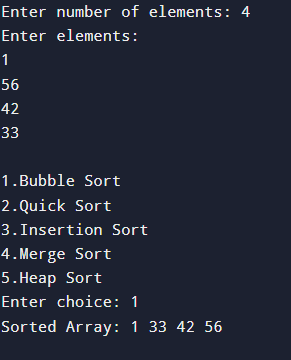 Enter number of elements: 4
Enter elements:
1
56
42
33
1.Bubble Sort
2.Quick Sort
3.Insertion Sort
4.Merge Sort
5.Heap Sort
Enter choice: 1
Sorted Array: 1 33 42 56